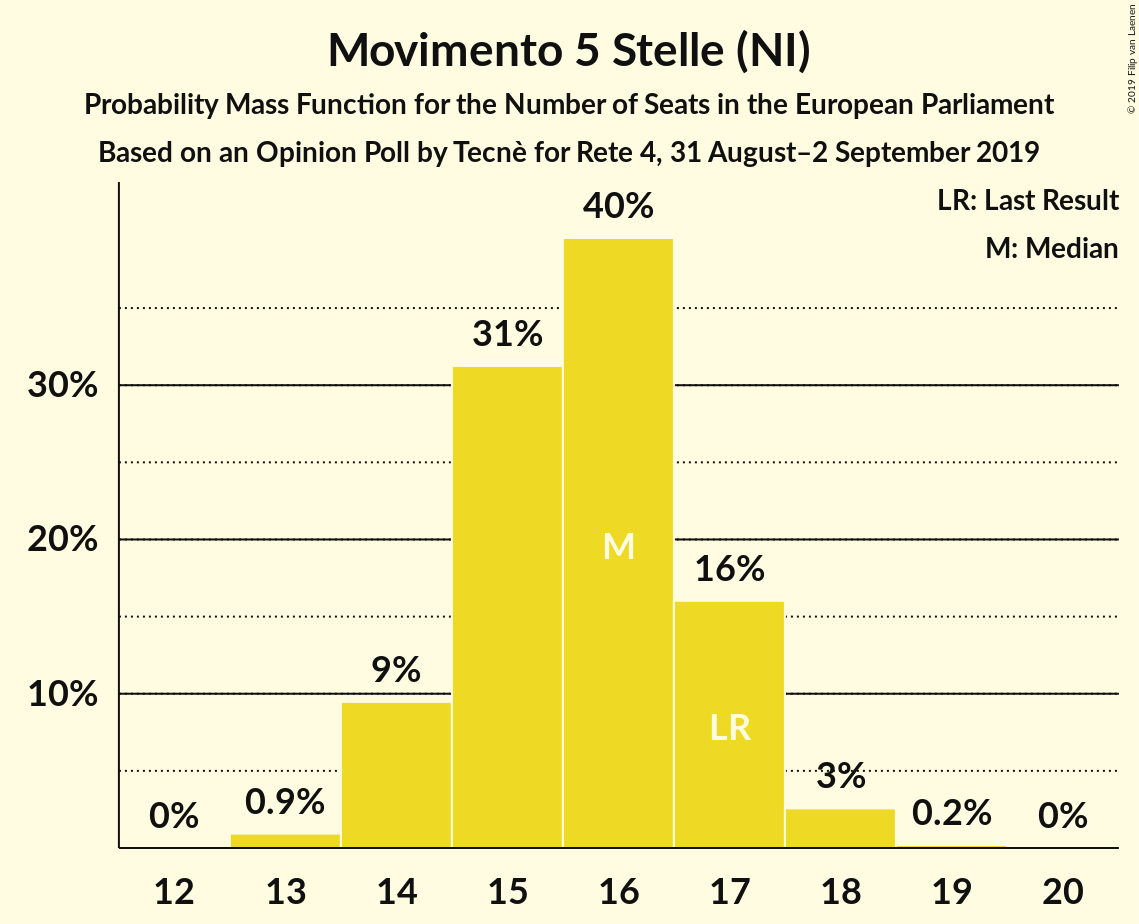 Movimento 5 Stelle (NI)
Probability Mass Function for the Number of Seats in the European Parliament
Based on an Opinion Poll by Tecnè for Rete 4, 31 August–2 September 2019
© 2019 Filip van Laenen
LR: Last Result
M: Median
40%
31%
30%
20%
M
16%
10%
9%
LR
3%
0%
0.9%
0.2%
0%
12 13 14 15 16 17 18 19 20